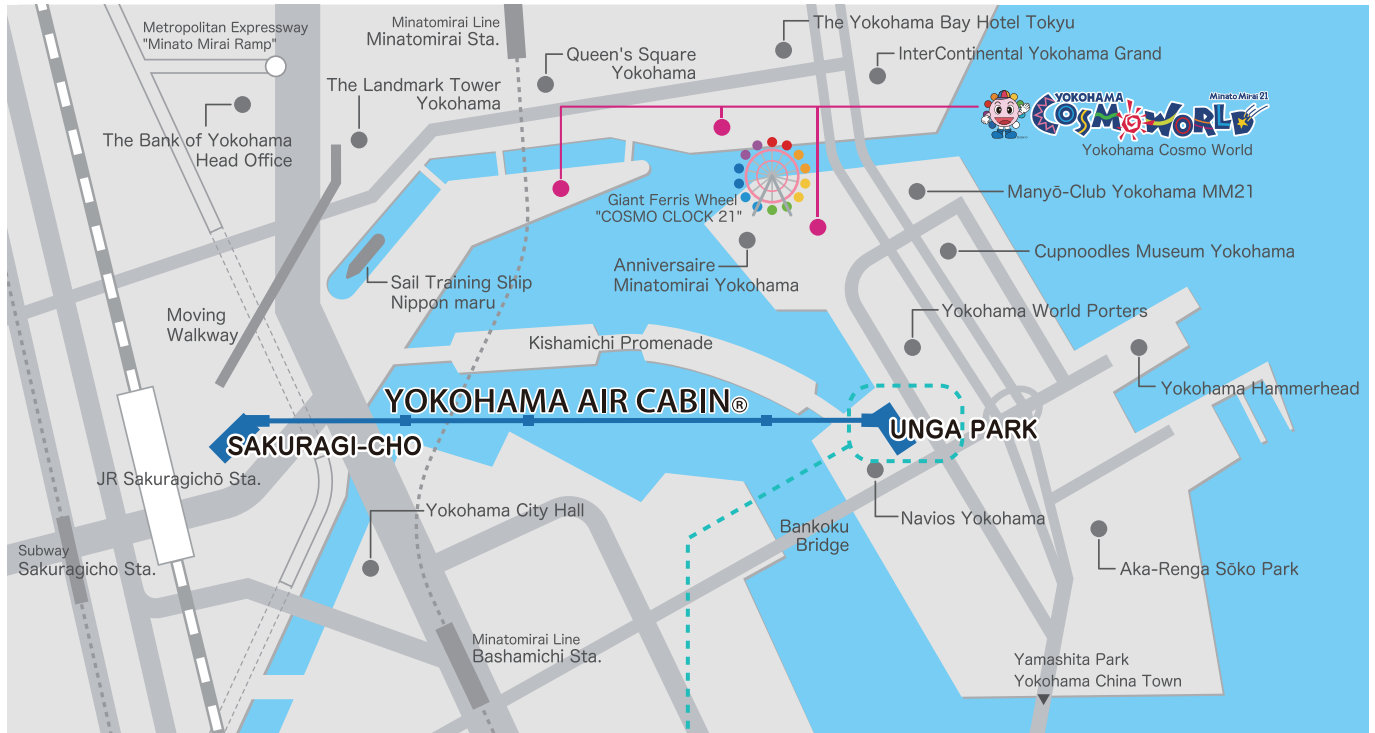 Metropolitan Expressway
"Minato Mirai Ramp"
Minatomirai Line
Minatomirai Sta.
The Yokohama Bay Hotel Tokyu
Queen's Square
Yokohama
InterContinental Yokohama Grand
The Landmark Tower
Yokohama
YOKOHAMA
Minato Mirai 21
COSMOWORLD
Yokohama Cosmo World
The Bank of Yokohama
Head Office
Giant Ferris Wheel
"COSMO CLOCK 21"
Manyō-Club Yokohama MM21
Cupnoodles Museum Yokohama
Anniversaire
Minatomirai Yokohama
Sail Training Ship
Nippon maru
Moving
Walkway
Yokohama World Porters
Kishamichi Promenade
Yokohama Hammerhead
YOKOHAMA AIR CABIN®
SAKURAGI-CHO
UNGA PARK
JR Sakuragichō Sta.
Yokohama City Hall
Navios Yokohama
Bankoku
Bridge
Subway
Sakuragicho Sta.
Aka-Renga Sōko Park
Minatomirai Line
Bashamichi Sta.
Yamashita Park
Yokohama China Town